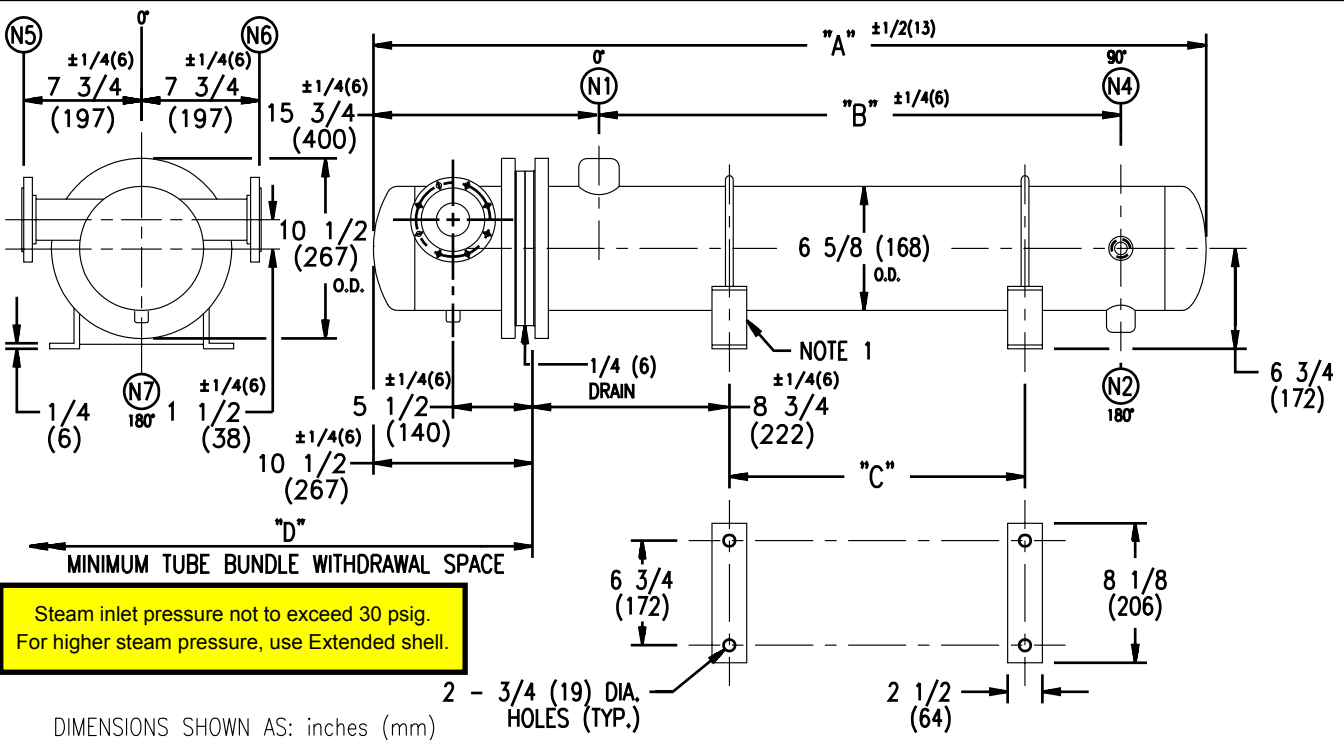 N5
0°
N6
±1/4(6)
7 3/4
(197)
±1/4(6)
7 3/4
(197)
"A" ±1/2(13)
±1/4(6)
15 3/4
(400)
0°
N1
"B" ±1/4(6)
90°
N4
10 1/2
(267)
O.D.
6 5/8 (168)
O.D.
NOTE 1
1/4 (6)
DRAIN
6 3/4
(172)
1/4
(6)
N7
180°
±1/4(6)
1 1/2
(38)
±1/4(6)
5 1/2
(140)
±1/4(6)
8 3/4
(222)
N2
180°
±1/4(6)
10 1/2
(267)
"C"
"D"
MINIMUM TUBE BUNDLE WITHDRAWAL SPACE
Steam inlet pressure not to exceed 30 psig.
For higher steam pressure, use Extended shell.
6 3/4
(172)
8 1/8
(206)
2 - 3/4 (19) DIA.
HOLES (TYP.)
2 1/2
(64)
DIMENSIONS SHOWN AS: inches (mm)